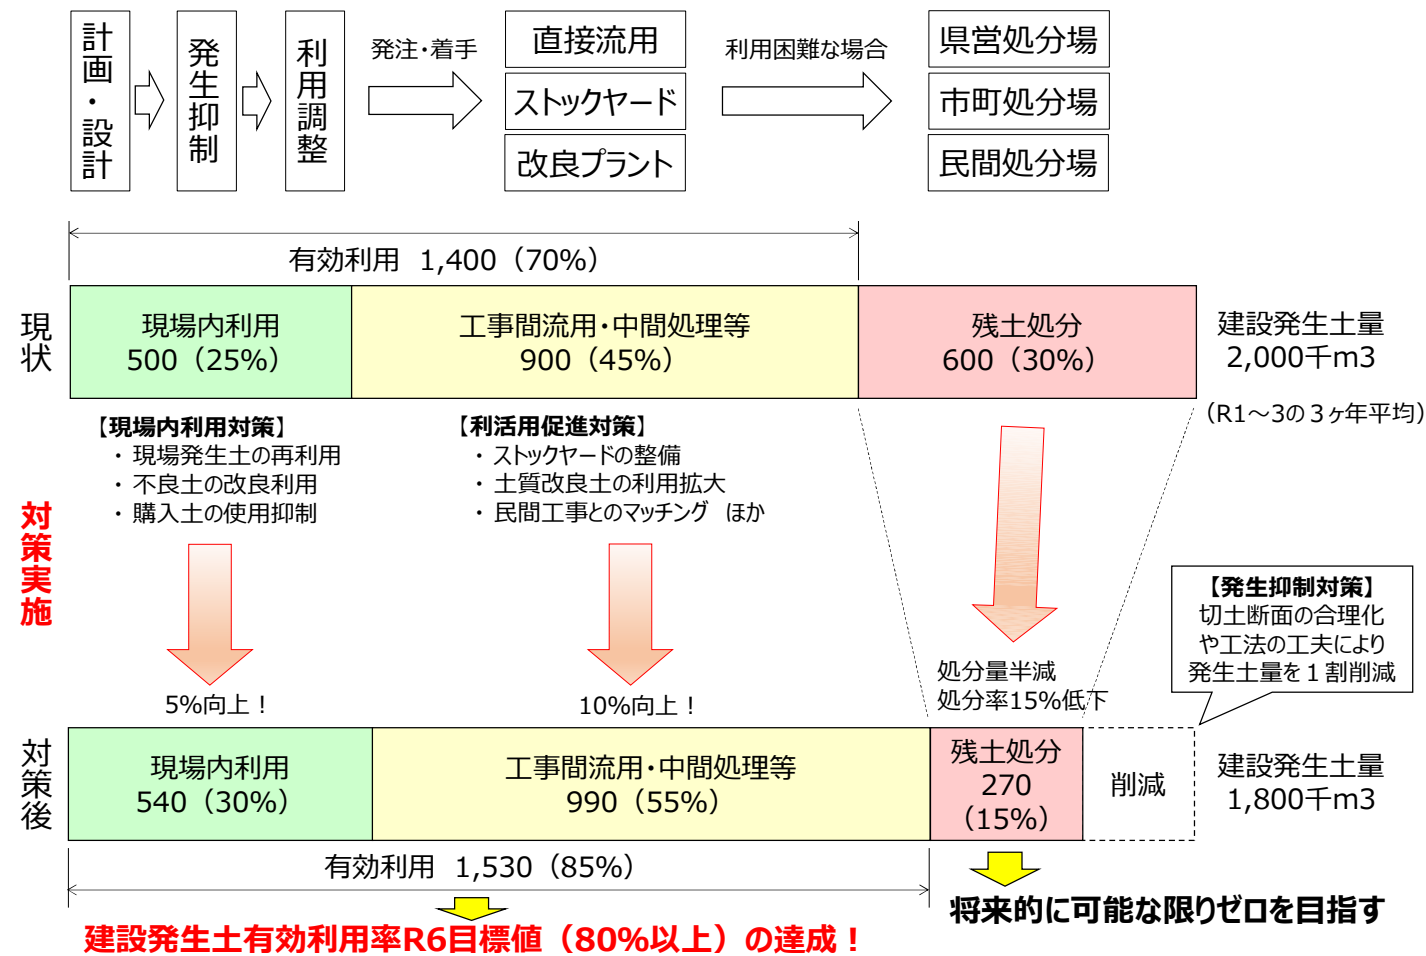 計画・設計
発生抑制
利用調整
発注・着手
直接流用
ストックヤード
改良プラント
利用困難な場合
県営処分場
市町処分場
民間処分場
有効利用 1,400（70%）
現状
現場内利用
500（25%）
工事間流用・中間処理等
900（45%）
残土処分
600（30%）
建設発生土量
2,000千m3
（R1～3の３ヶ年平均）
対策実施
【現場内利用対策】
・ 現場発生土の再利用
・ 不良土の改良利用
・ 購入土の使用抑制
【利活用促進対策】
・ ストックヤードの整備
・ 土質改良土の利用拡大
・ 民間工事とのマッチング ほか
【発生抑制対策】
切土断面の合理化
や工法の工夫により
発生土量を１割削減
5%向上！
10%向上！
処分量半減
処分率15%低下
対策後
現場内利用
540（30%）
工事間流用・中間処理等
990（55%）
残土処分
270
（15%）
削減
建設発生土量
1,800千m3
有効利用 1,530（85%）
将来的に可能な限りゼロを目指す
建設発生土有効利用率R6目標値（80%以上）の達成！